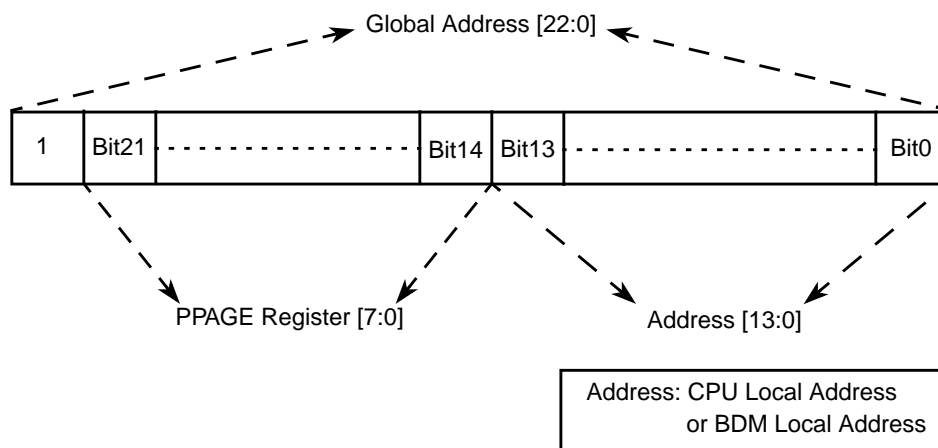 Global Address [22:0]
1 Bit21 Bit14 Bit13 Bit0
PPAGE Register [7:0] Address [13:0]
Address: CPU Local Address
or BDM Local Address